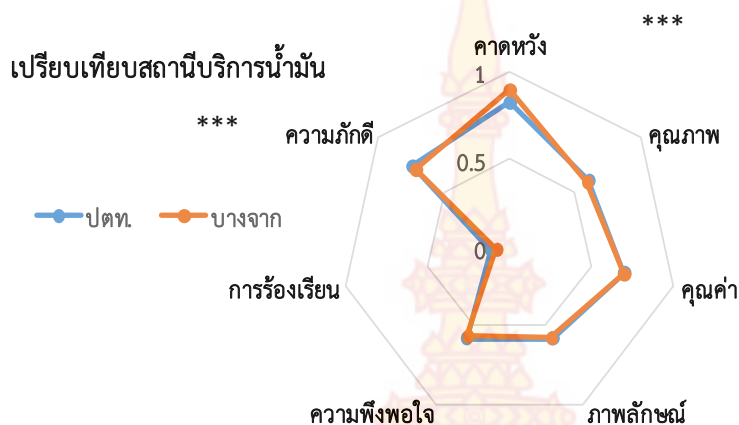 ***
คาดหวัง
เปรียบเทียบสถานีบริการน้ำมัน
1
***
ความภักดี
คุณภาพ
0.5
ปตท.
บางจาก
0
การร้องเรียน
คุณค่า
ความพึงพอใจ
ภาพลักษณ์